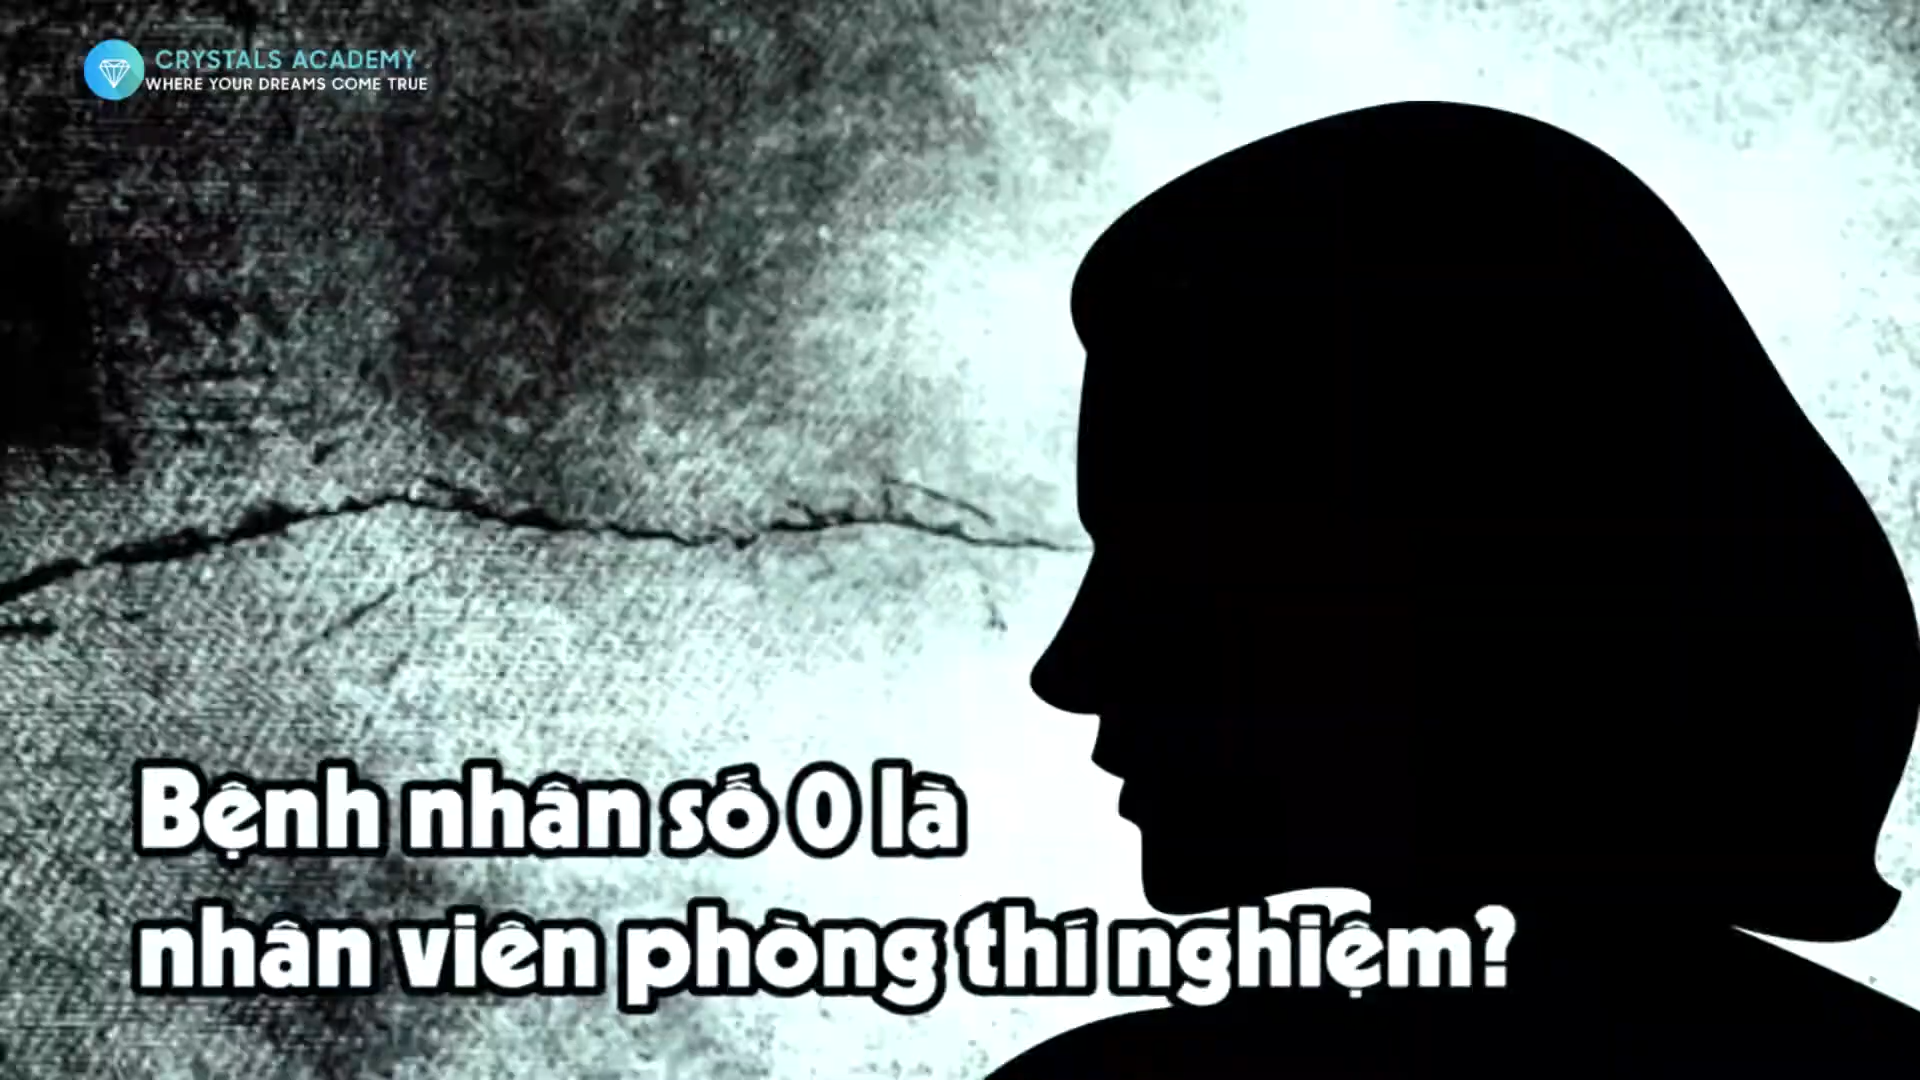 CRYSTALS ACADEMY
WHERE YOUR DREAMS COME TRUE
Bệnh nhân số 0 là
nhân viên phòng thí nghiệm?